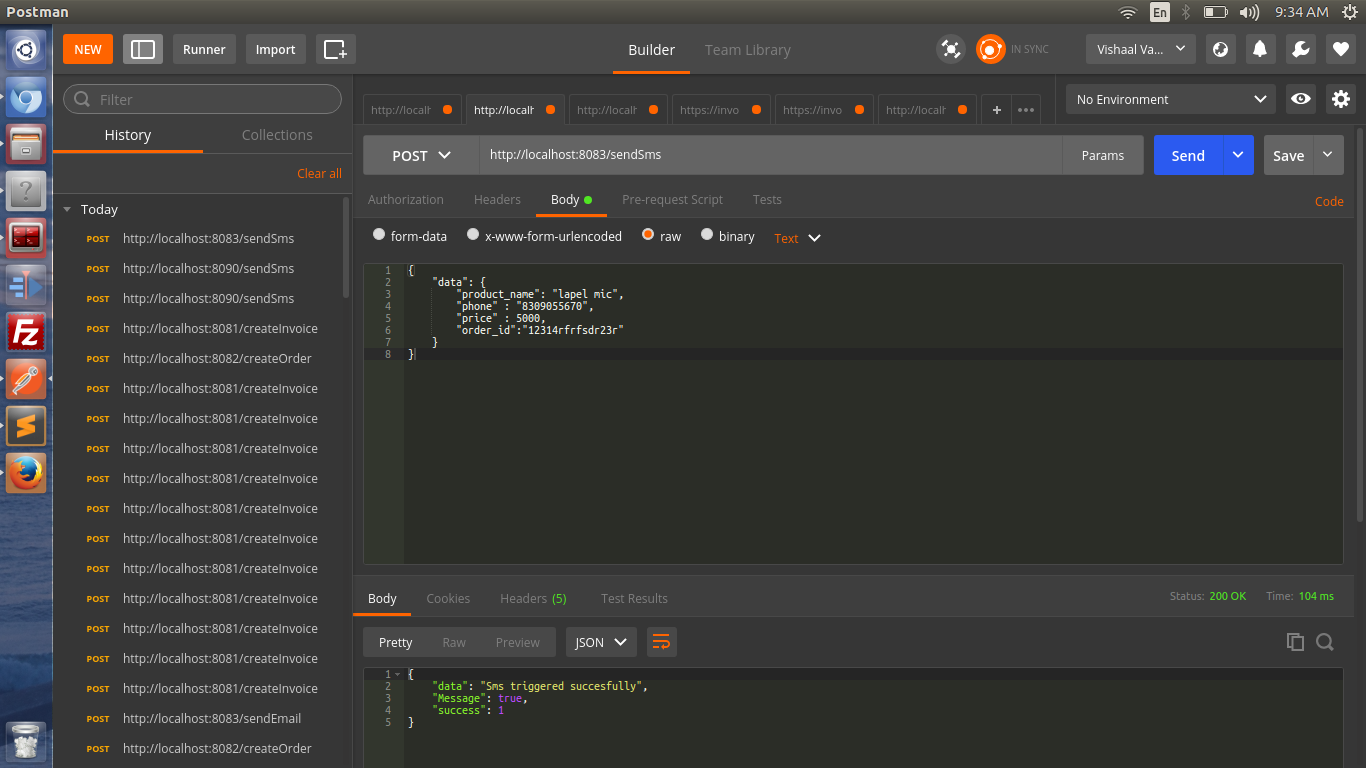 Postman
En
9:34 AM
NEW
Runner
Import
Builder
Team Library
IN SYNC
Vishaal Va...
Filter
History
Collections
Clear all
Today
POST http://localhost:8083/sendSms
POST http://localhost:8090/sendSms
POST http://localhost:8090/sendSms
POST http://localhost:8081/createInvoice
POST http://localhost:8082/createOrder
POST http://localhost:8081/createInvoice
POST http://localhost:8081/createInvoice
POST http://localhost:8081/createInvoice
POST http://localhost:8081/createInvoice
POST http://localhost:8081/createInvoice
POST http://localhost:8081/createInvoice
POST http://localhost:8081/createInvoice
POST http://localhost:8081/createInvoice
POST http://localhost:8081/createInvoice
POST http://localhost:8081/createInvoice
POST http://localhost:8081/createInvoice
POST http://localhost:8083/sendEmail
POST http://localhost:8082/createOrder
http://localh http://localh http://localh https://invo https://invo http://localh + •••
No Environment
POST http://localhost:8083/sendSms Params Send Save
Authorization Headers Body Pre-request Script Tests Code
form-data x-www-form-urlencoded raw binary Text
1 {
2 "data": {
3 "product_name": "lapel mic",
4 "phone" : "8309055670",
5 "price" : 5000,
6 "order_id":"12314rfrfsdr23r"
7 }
8 }
Body Cookies Headers (5) Test Results Status: 200 OK Time: 104 ms
Pretty Raw Preview JSON
1 {
2 "data": "Sms triggered succesfully",
3 "Message": true,
4 "success": 1
5 }
Fz